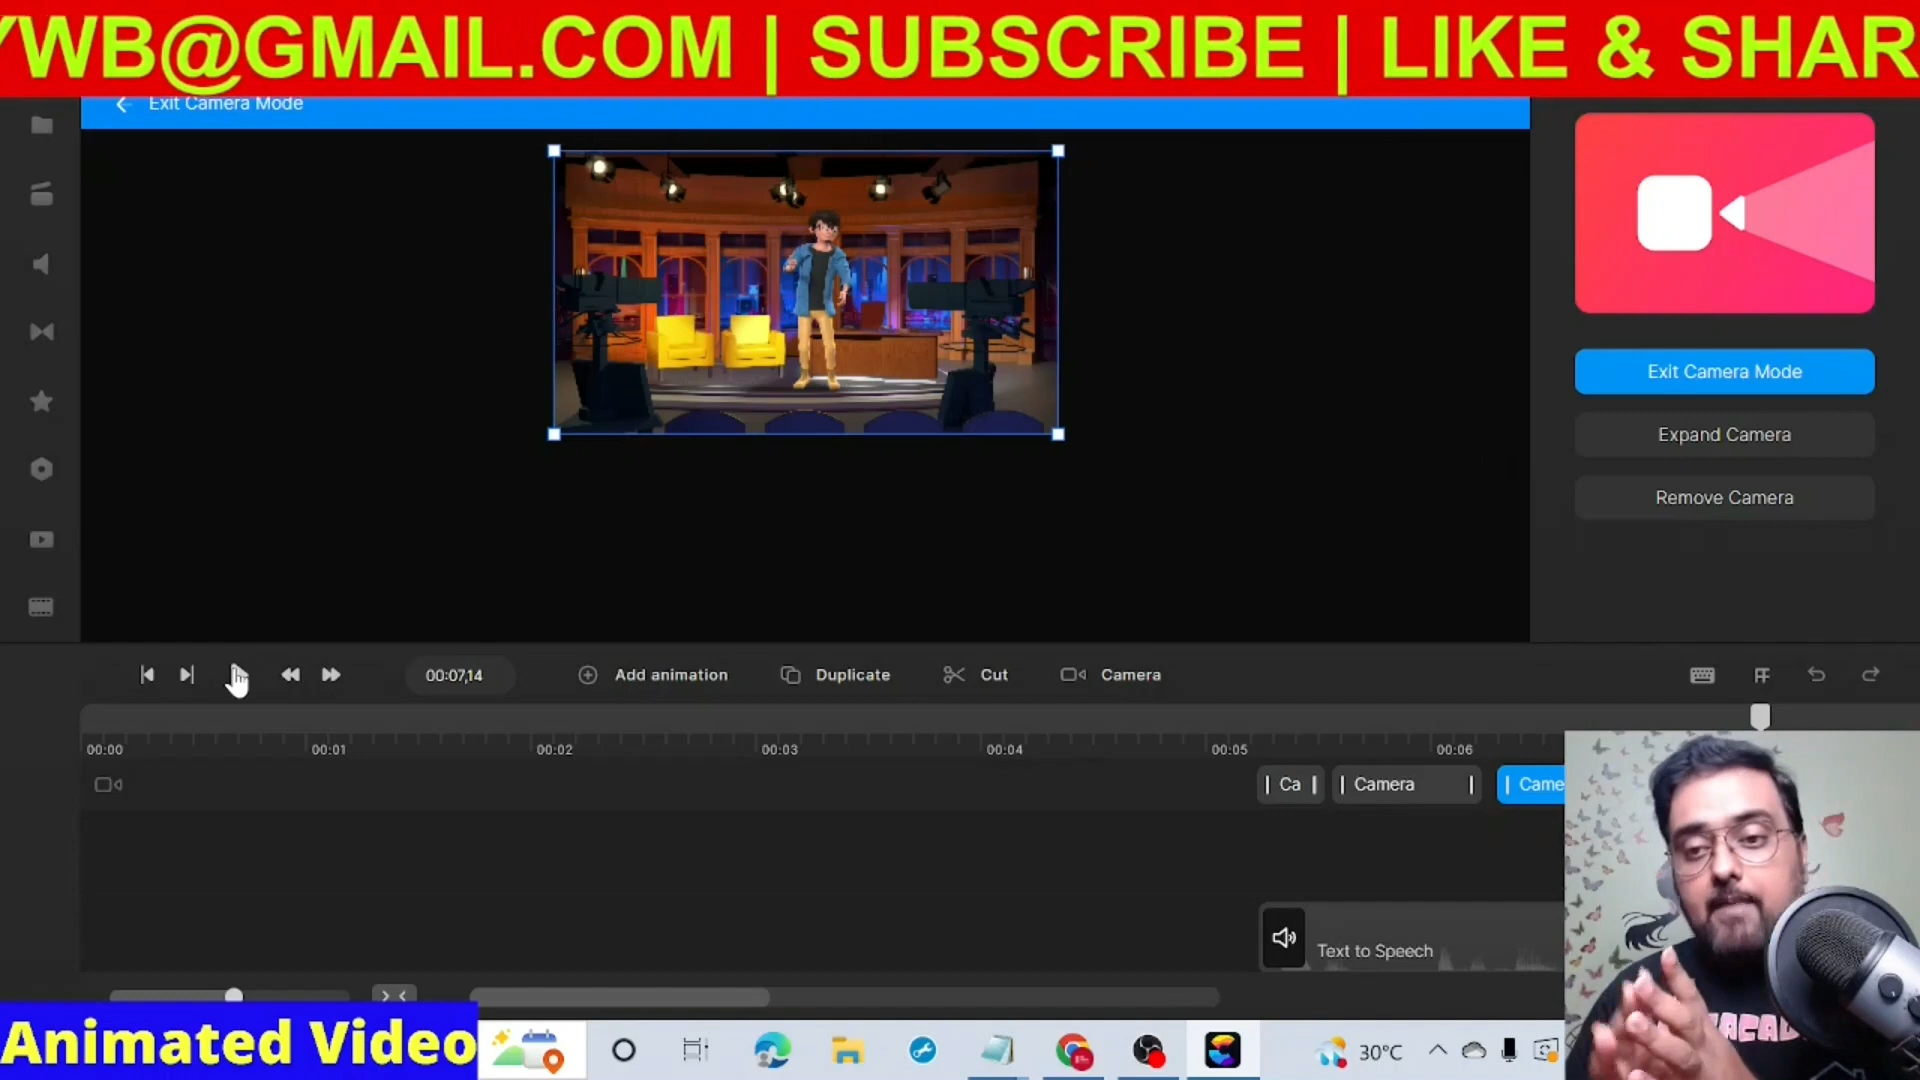 YWB@GMAIL.COM | SUBSCRIBE | LIKE & SHAR
Exit Camera Mode
Exit Camera Mode
Expand Camera
Remove Camera
00:07,14
Add animation
Duplicate
Cut
Camera
00:00 00:01 00:02 00:03 00:04 00:05 00:06
Ca
Camera
Came
Text to Speech
Animated Video
30°C